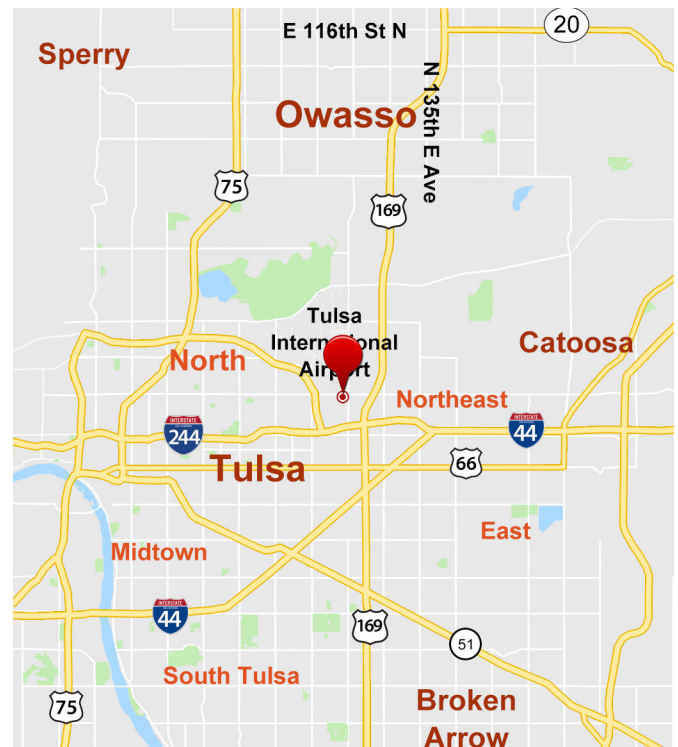 E 116th St N
20
Sperry
N 135th E Ave
Owasso
75
169
Tulsa
International
Airport
Catoosa
North
Northeast
INTERSTATE
244
INTERSTATE
44
66
Tulsa
East
Midtown
INTERSTATE
44
169
51
South Tulsa
75
Broken
Arrow